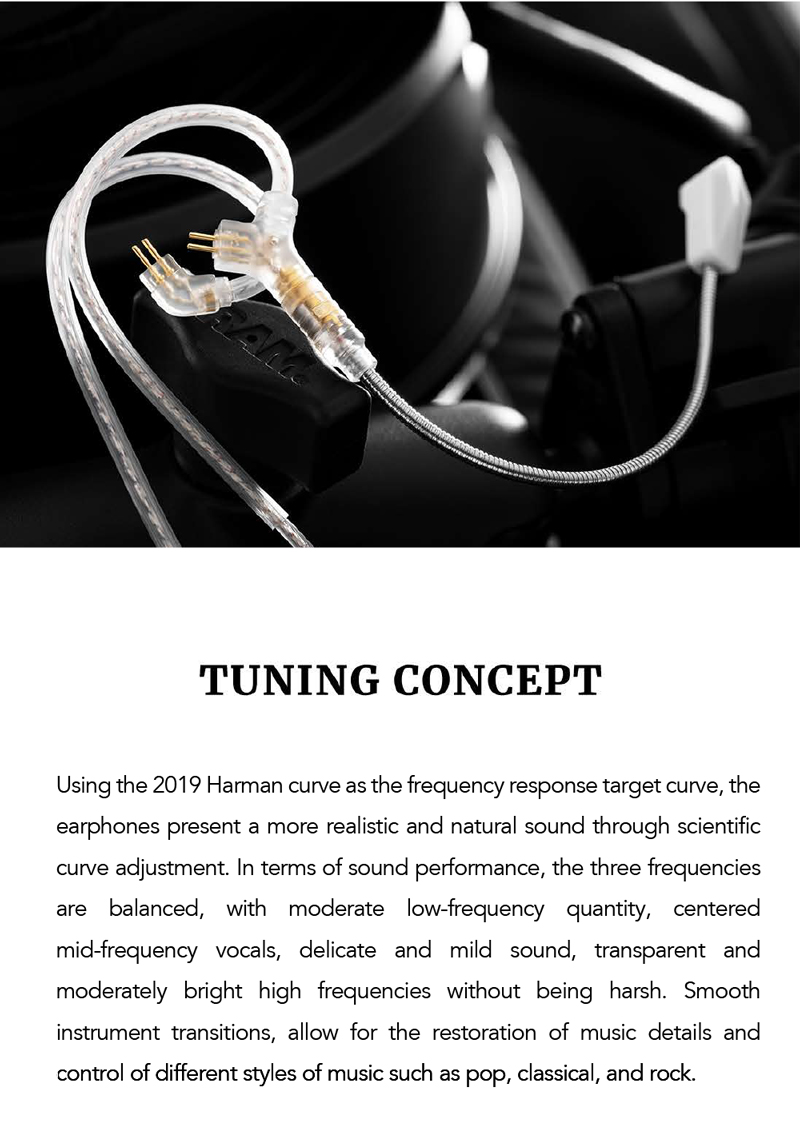 RAM
TUNING CONCEPT
Using the 2019 Harman curve as the frequency response target curve, the
earphones present a more realistic and natural sound through scientific
curve adjustment. In terms of sound performance, the three frequencies
are balanced, with moderate low-frequency quantity, centered
mid-frequency vocals, delicate and mild sound, transparent and
moderately bright high frequencies without being harsh. Smooth
instrument transitions, allow for the restoration of music details and
control of different styles of music such as pop, classical, and rock.